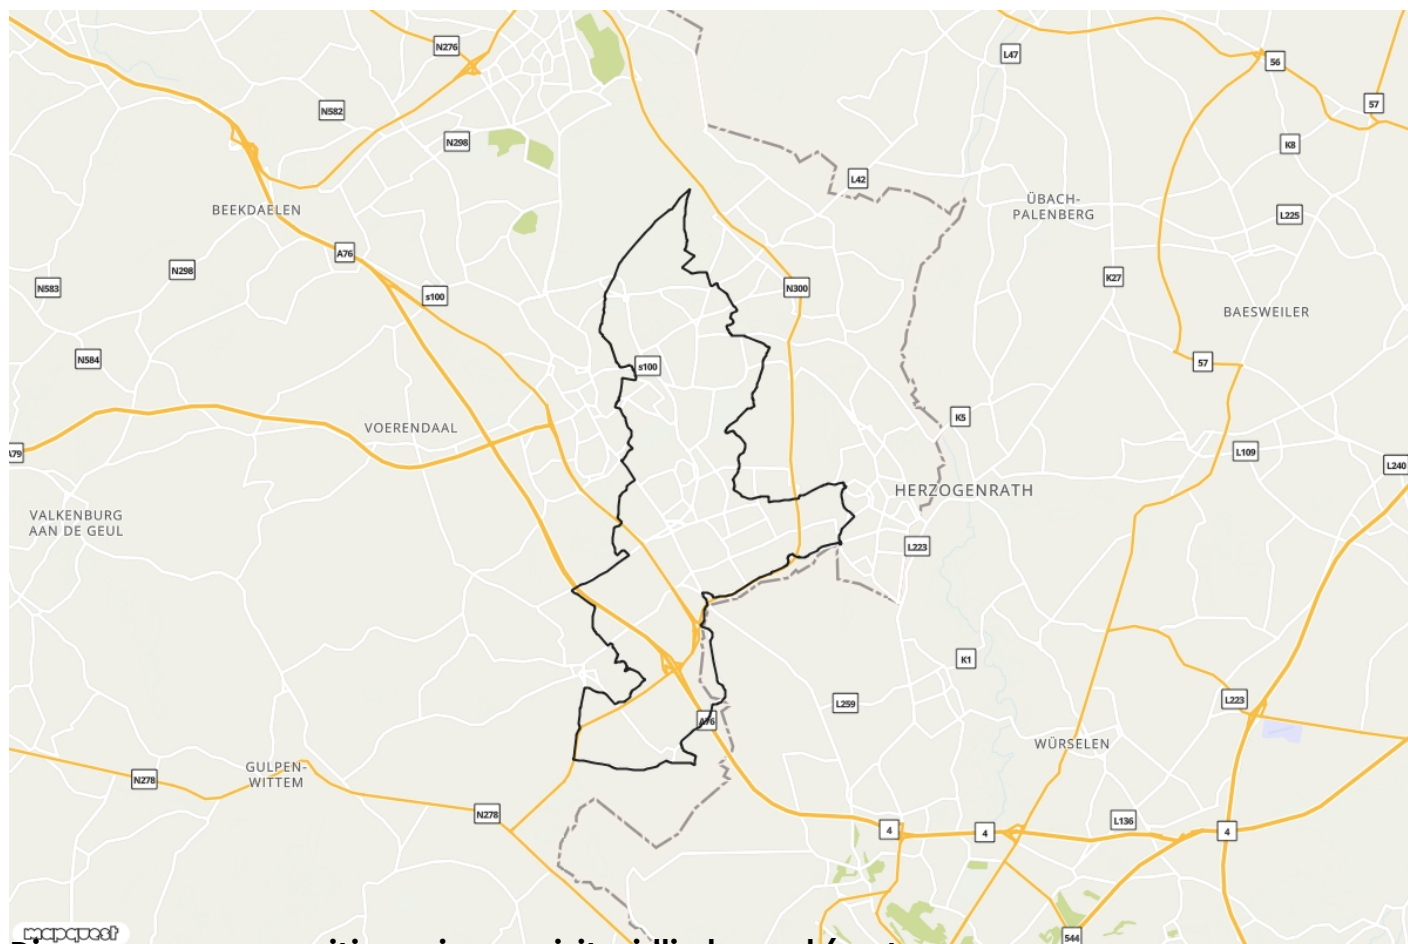 N276
L47
56
57
N582
N298
K8
L42
BEEKDAELEN
ÜBACH-
PALENBERG
L225
A76
N298
K27
N583
s100
N300
BAESWEILER
N584
s100
57
VOERENDAAL
K5
A79
L109
L240
HERZOGENRATH
VALKENBURG
AAN DE GEUL
L223
K1
L259
L223
A76
WÜRSELEN
GULPEN-
WITTEM
N278
N278
L136
4
4
4
544
mapquest